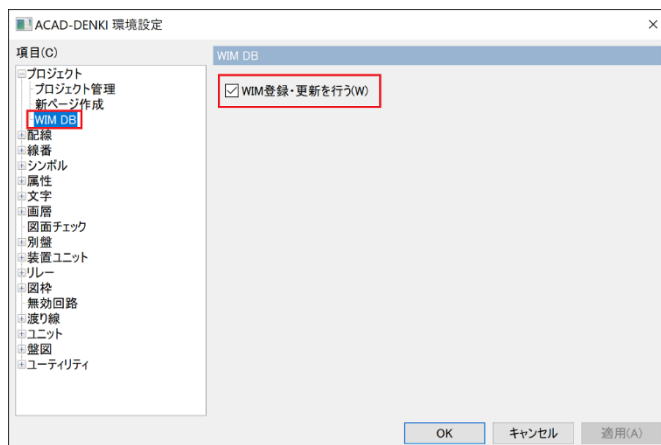 ACAD-DENKI 環境設定
項目(C)
プロジェクト
プロジェクト管理
新ページ作成
WIM DB
配線
線番
シンボル
属性
文字
画層
図面チェック
別盤
装置ユニット
リレー
図枠
無効回路
渡り線
ユニット
盤図
ユーティリティ
WIM DB
WIM登録・更新を行う(W)
OK
キャンセル
適用(A)